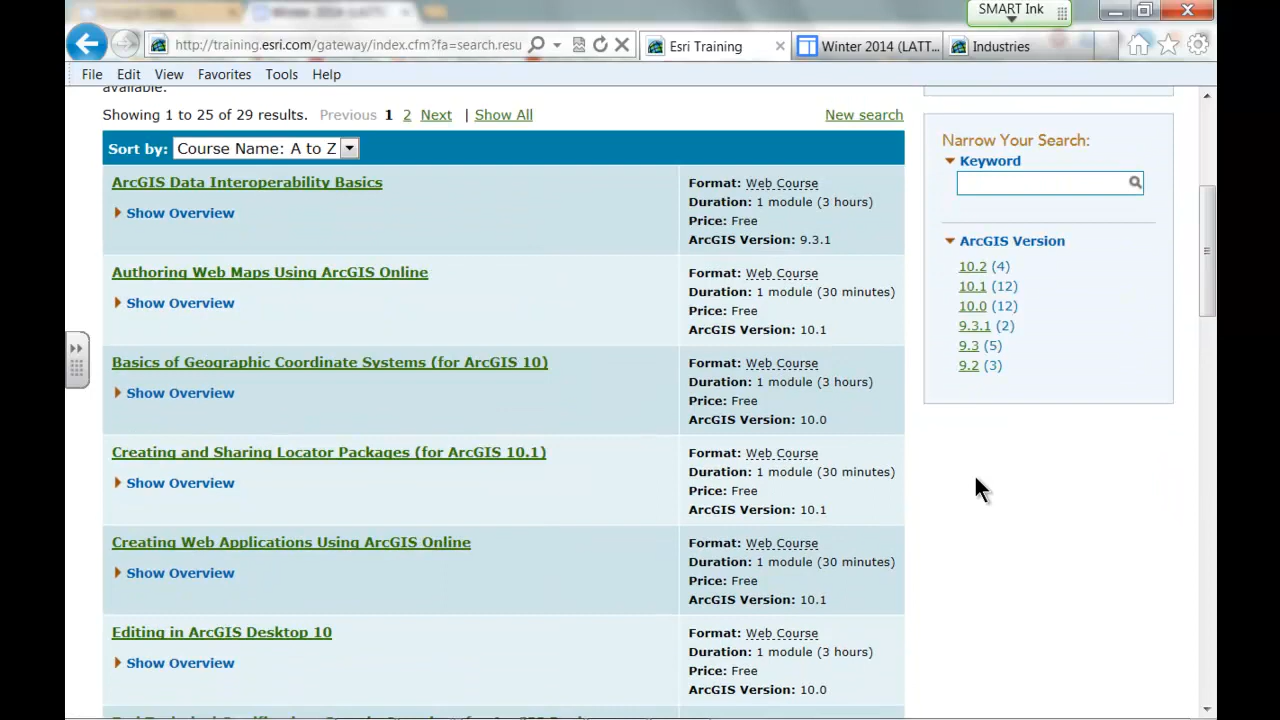 SMART Ink
http://training.esri.com/gateway/index.cfm?fa=search.resu
Esri Training
Winter 2014 (LATT...
Industries
File Edit View Favorites Tools Help
available.
Showing 1 to 25 of 29 results. Previous 1 2 Next | Show All New search
Sort by: Course Name: A to Z
ArcGIS Data Interoperability Basics
Show Overview
Format: Web Course
Duration: 1 module (3 hours)
Price: Free
ArcGIS Version: 9.3.1
Authoring Web Maps Using ArcGIS Online
Show Overview
Format: Web Course
Duration: 1 module (30 minutes)
Price: Free
ArcGIS Version: 10.1
Basics of Geographic Coordinate Systems (for ArcGIS 10)
Show Overview
Format: Web Course
Duration: 1 module (3 hours)
Price: Free
ArcGIS Version: 10.0
Creating and Sharing Locator Packages (for ArcGIS 10.1)
Show Overview
Format: Web Course
Duration: 1 module (30 minutes)
Price: Free
ArcGIS Version: 10.1
Creating Web Applications Using ArcGIS Online
Show Overview
Format: Web Course
Duration: 1 module (30 minutes)
Price: Free
ArcGIS Version: 10.1
Editing in ArcGIS Desktop 10
Show Overview
Format: Web Course
Duration: 1 module (3 hours)
Price: Free
ArcGIS Version: 10.0
Narrow Your Search:
Keyword
ArcGIS Version
10.2 (4)
10.1 (12)
10.0 (12)
9.3.1 (2)
9.3 (5)
9.2 (3)